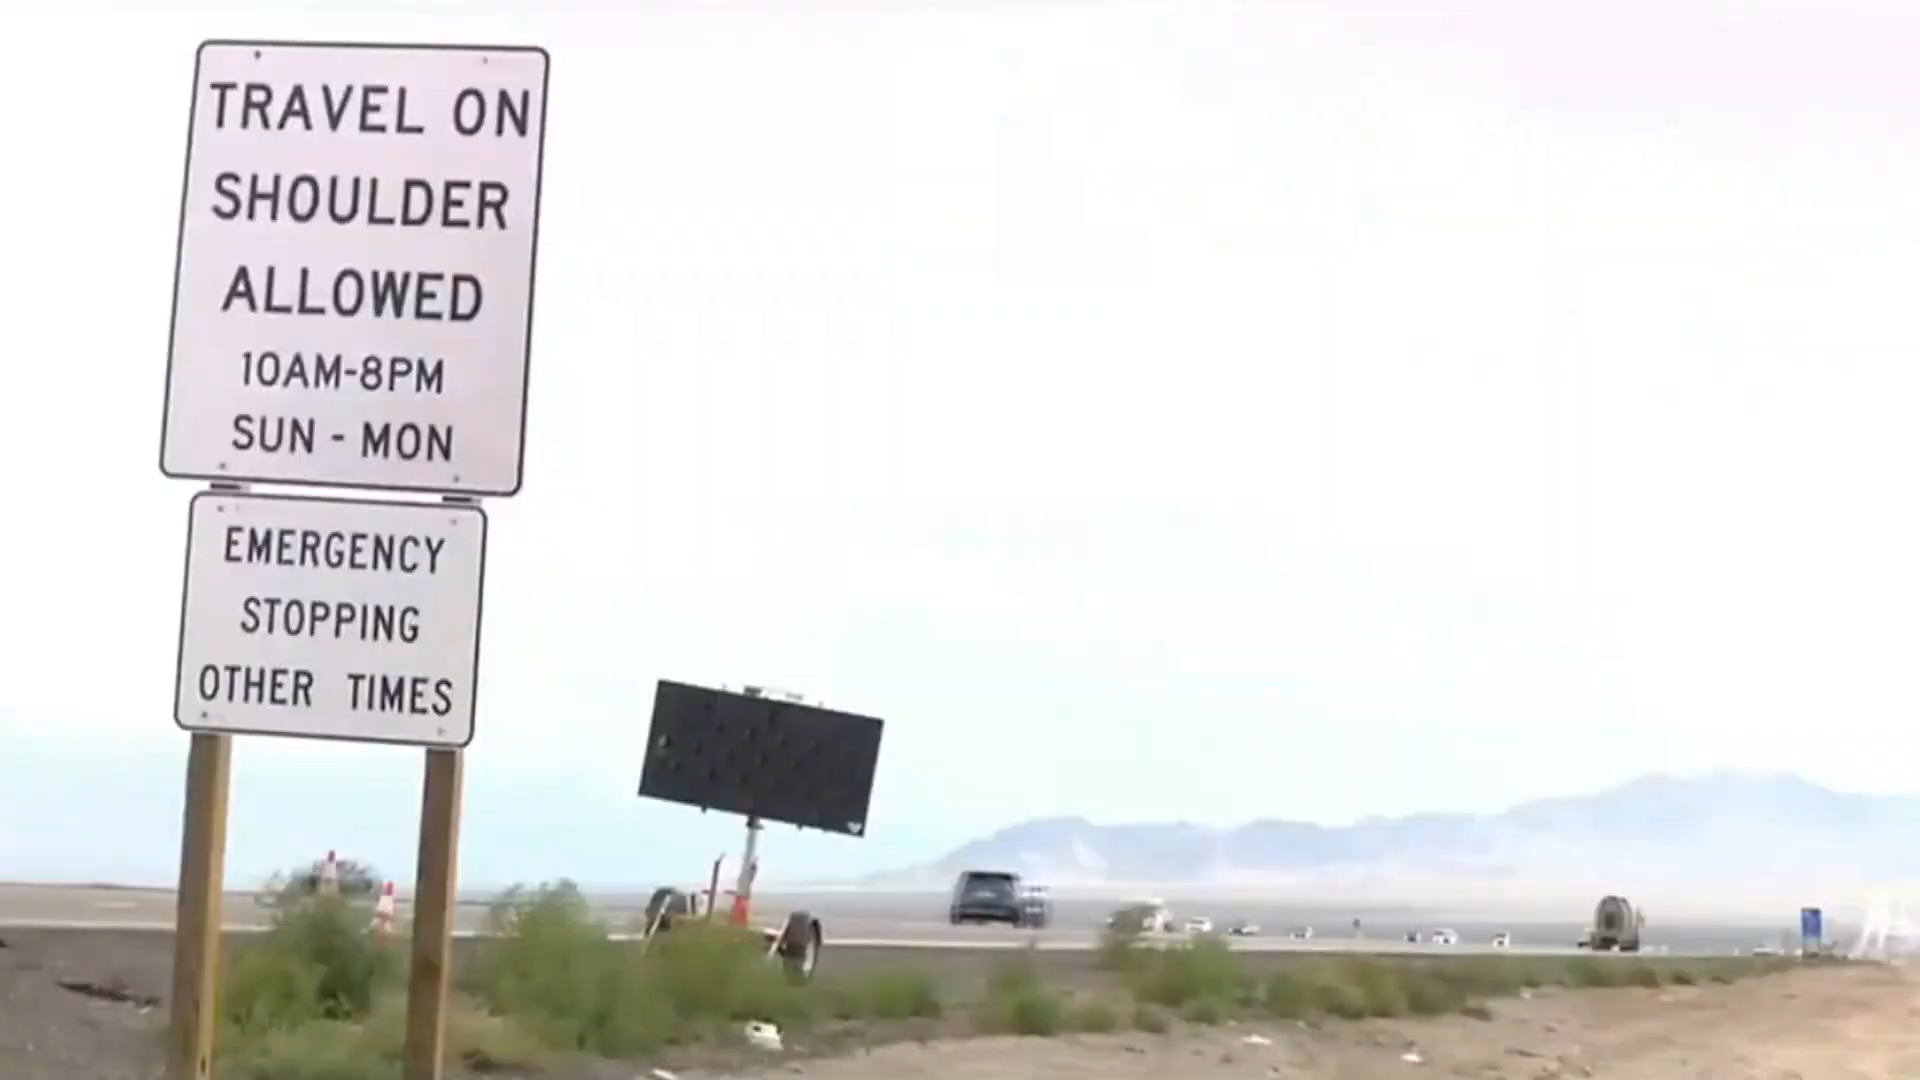 TRAVEL ON
SHOULDER
ALLOWED
10AM-8PM
SUN - MON
EMERGENCY
STOPPING
OTHER TIMES